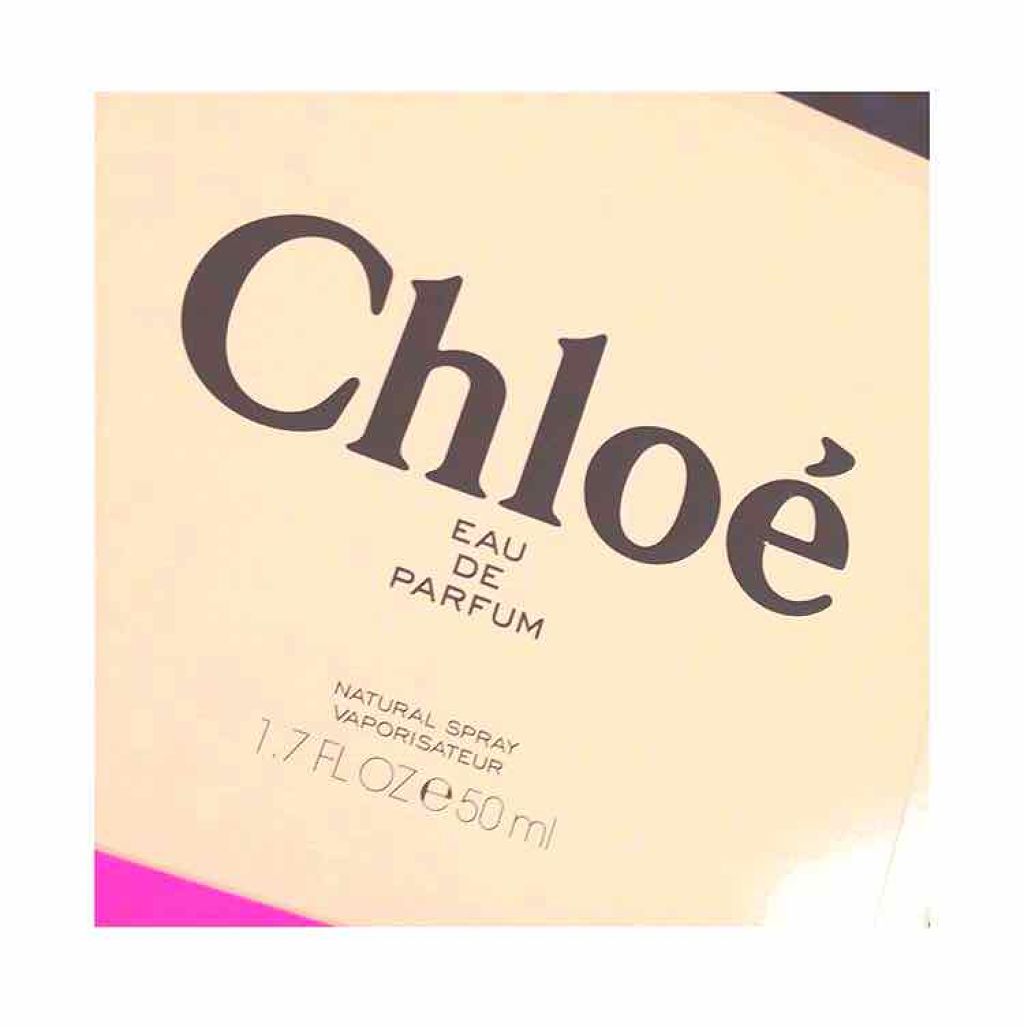 Chloé
EAU
DE
PARFUM
NATURAL SPRAY
VAPORISATEUR
1.7 FL OZ ℮ 50 ml